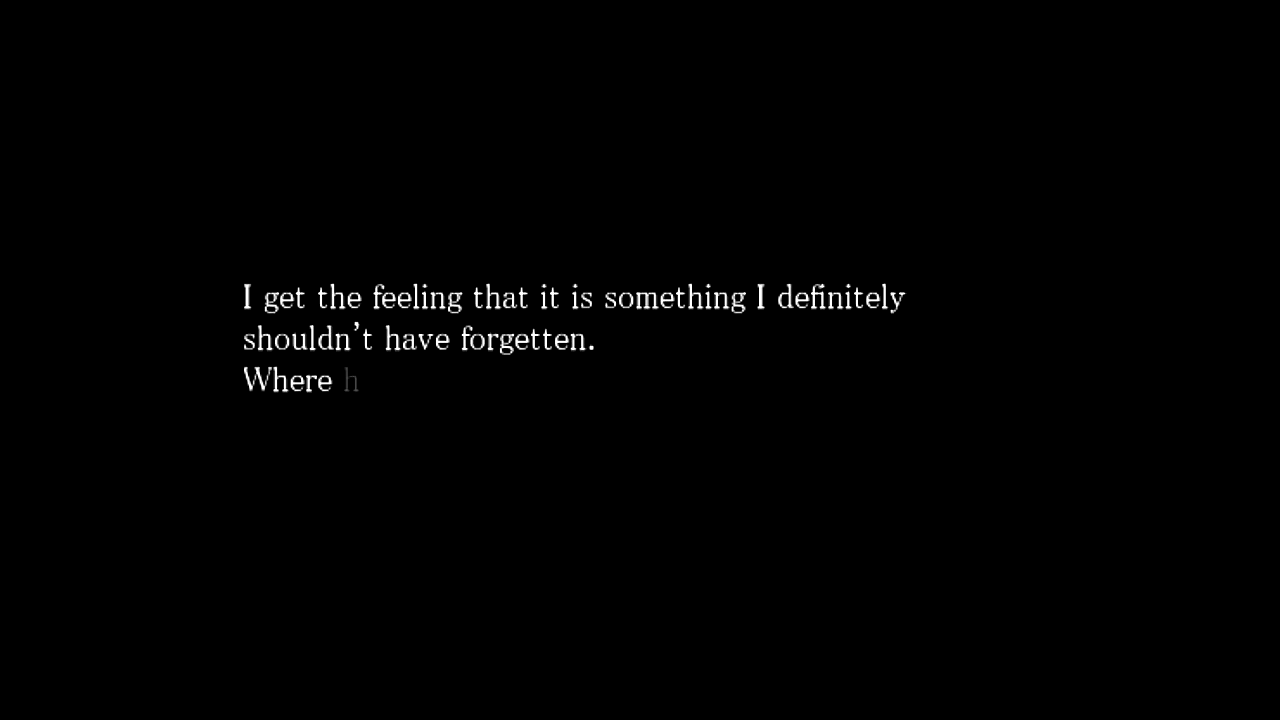 I get the feeling that it is something I definitely
shouldn't have forgetten.
Where h